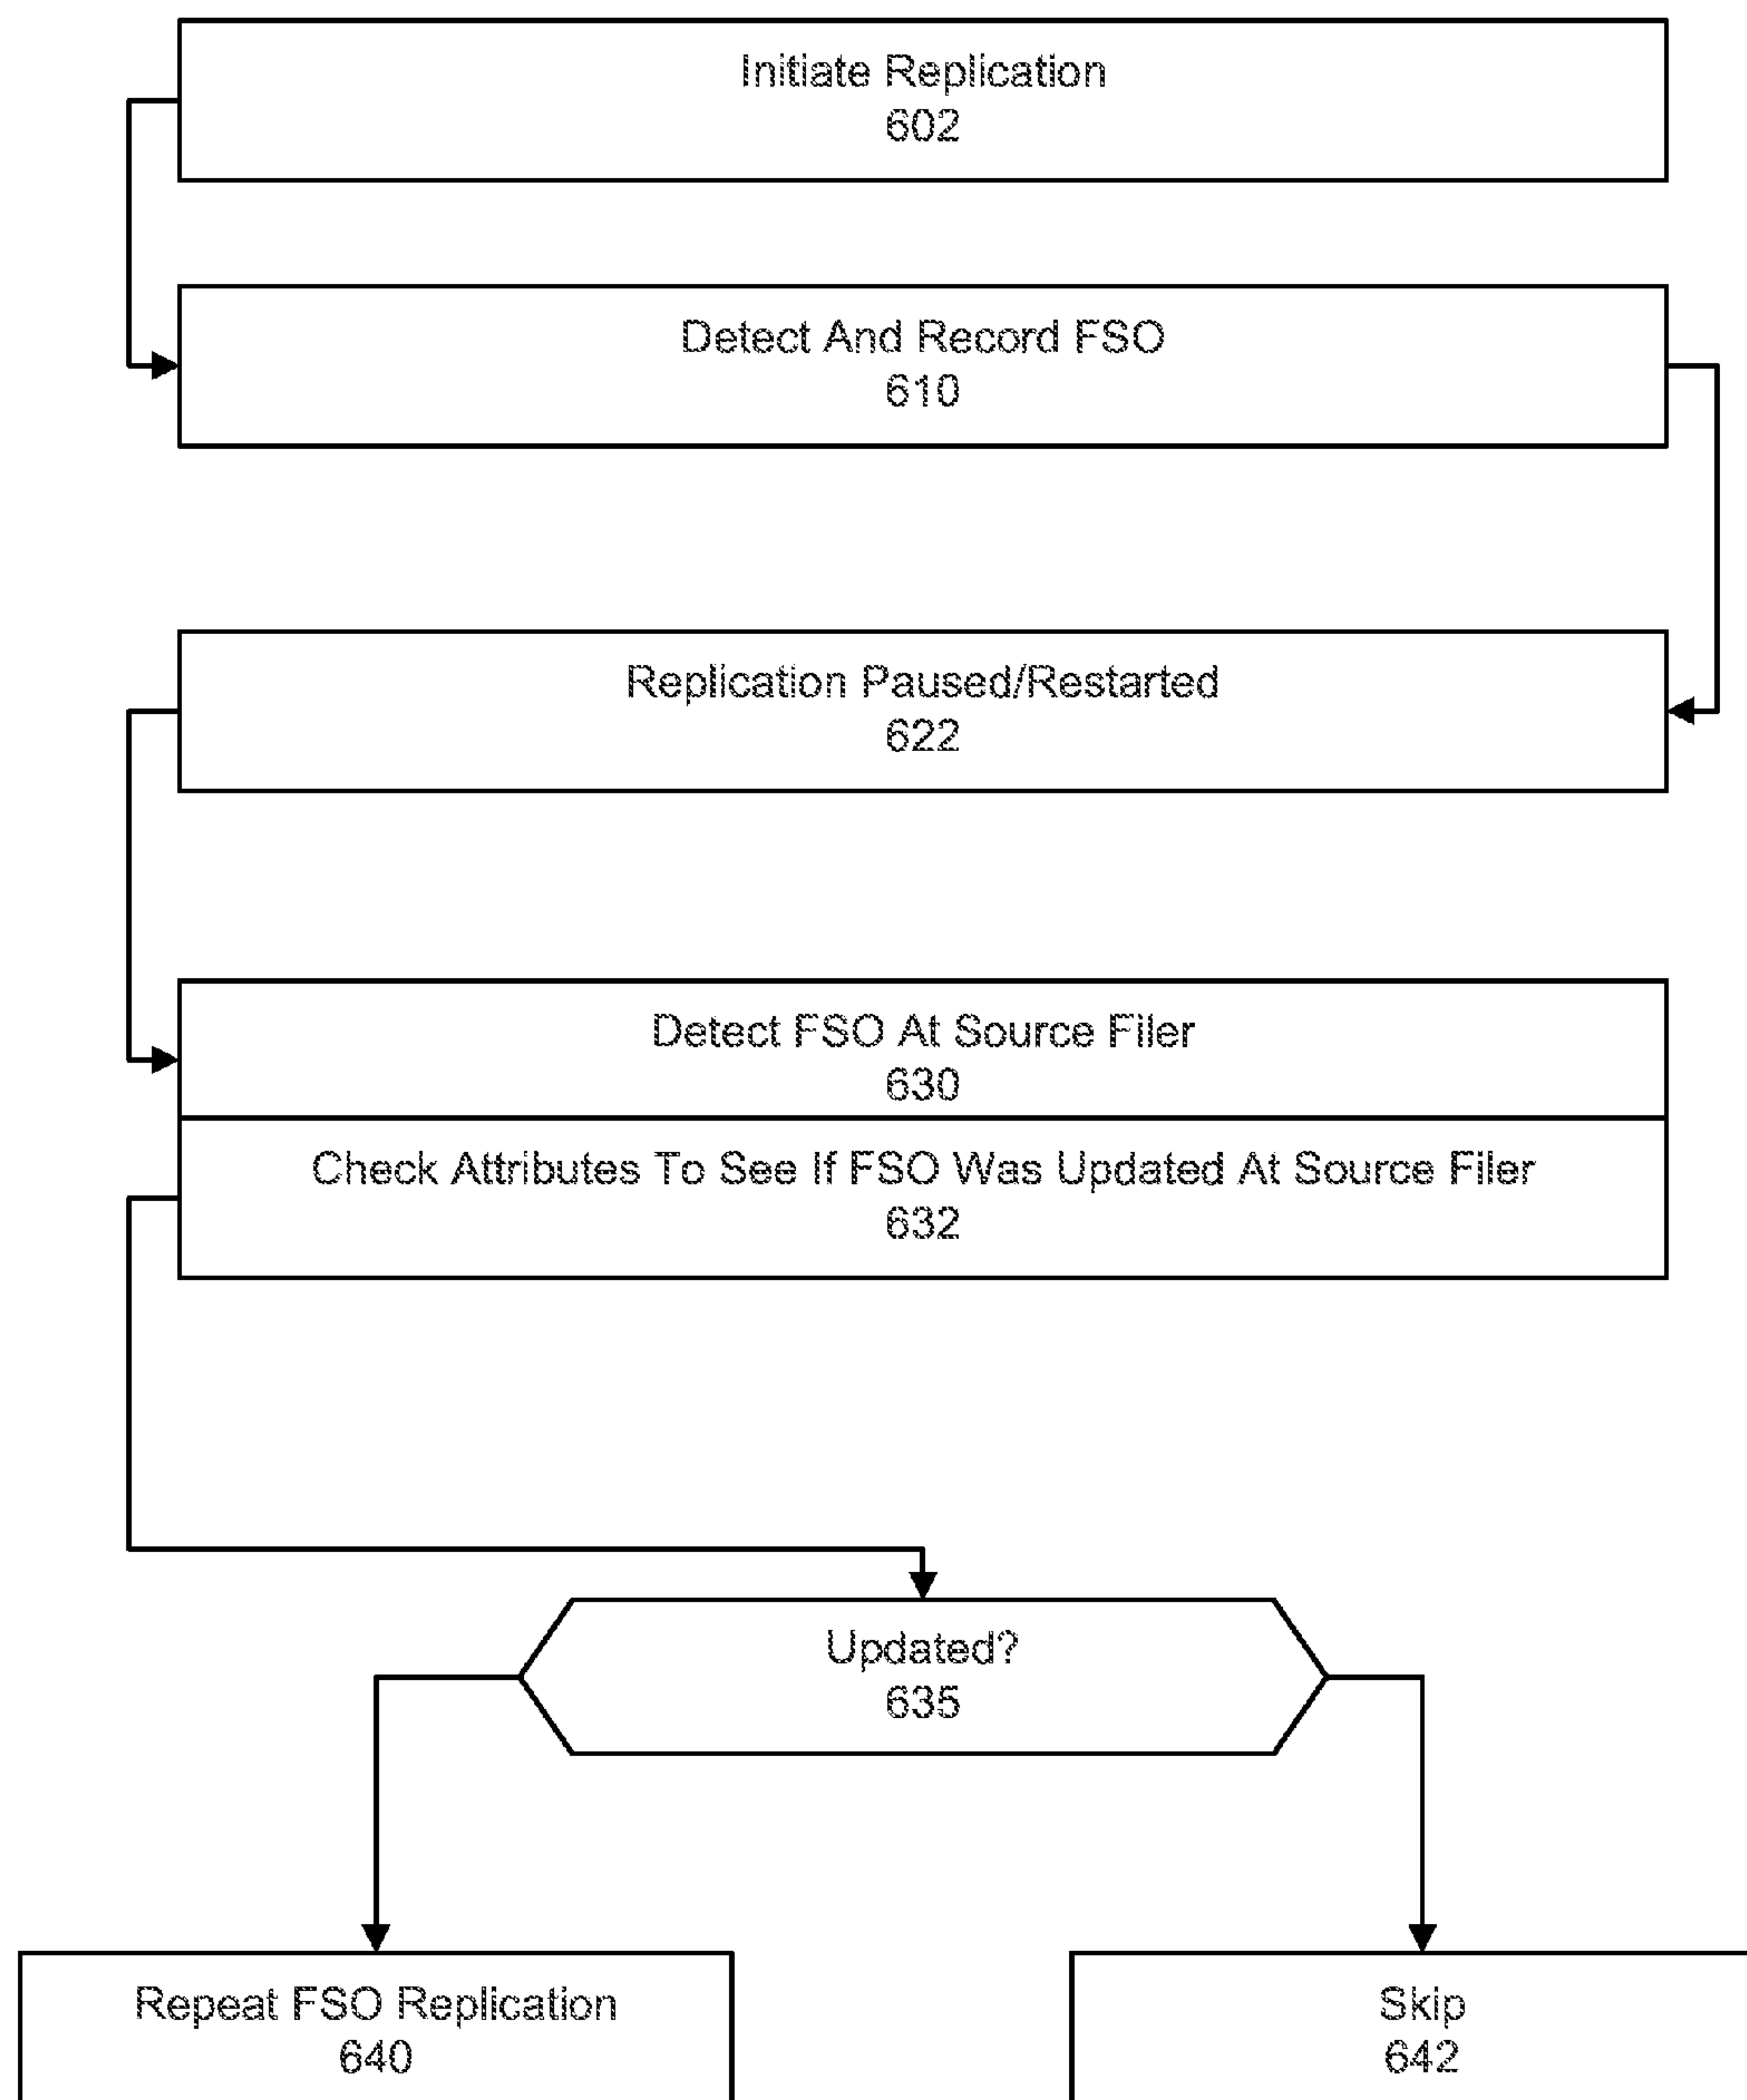 Initiate Replication
602
Detect And Record FSO
610
Replication Paused/Restarted
622
Detect FSO At Source Filer
630
Check Attributes To See If FSO Was Updated At Source Filer
632
Updated?
635
Repeat FSO Replication
640
Skip
642